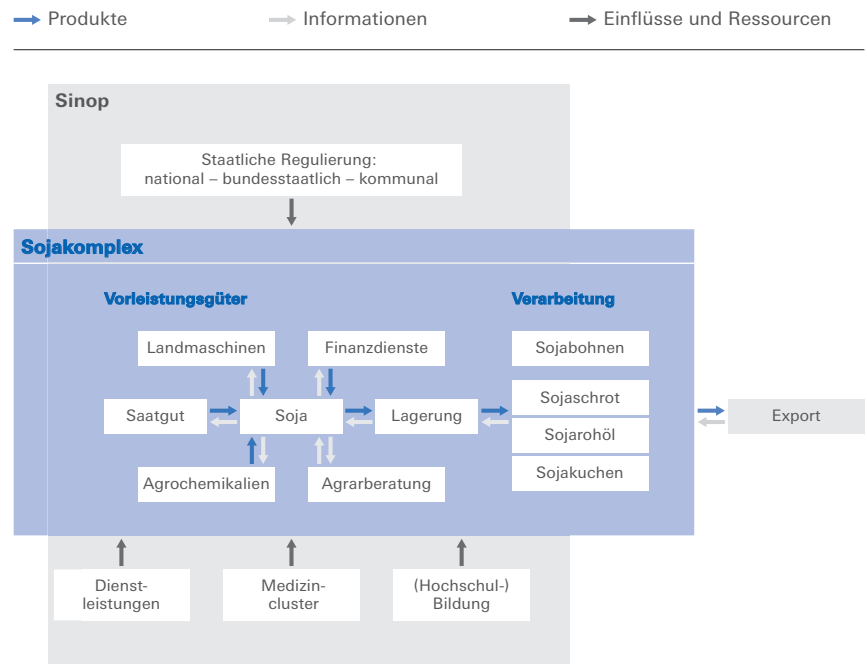 Produkte
Informationen
Einflüsse und Ressourcen
Sinop
Staatliche Regulierung:
national – bundesstaatlich – kommunal
Sojakomplex
Vorleistungsgüter
Verarbeitung
Landmaschinen
Finanzdienste
Sojabohnen
Saatgut
Soja
Lagerung
Sojaschrot
Sojarohöl
Sojakuchen
Export
Agrochemikalien
Agrarberatung
Dienst-
leistungen
Medizin-
cluster
(Hochschul-)
Bildung